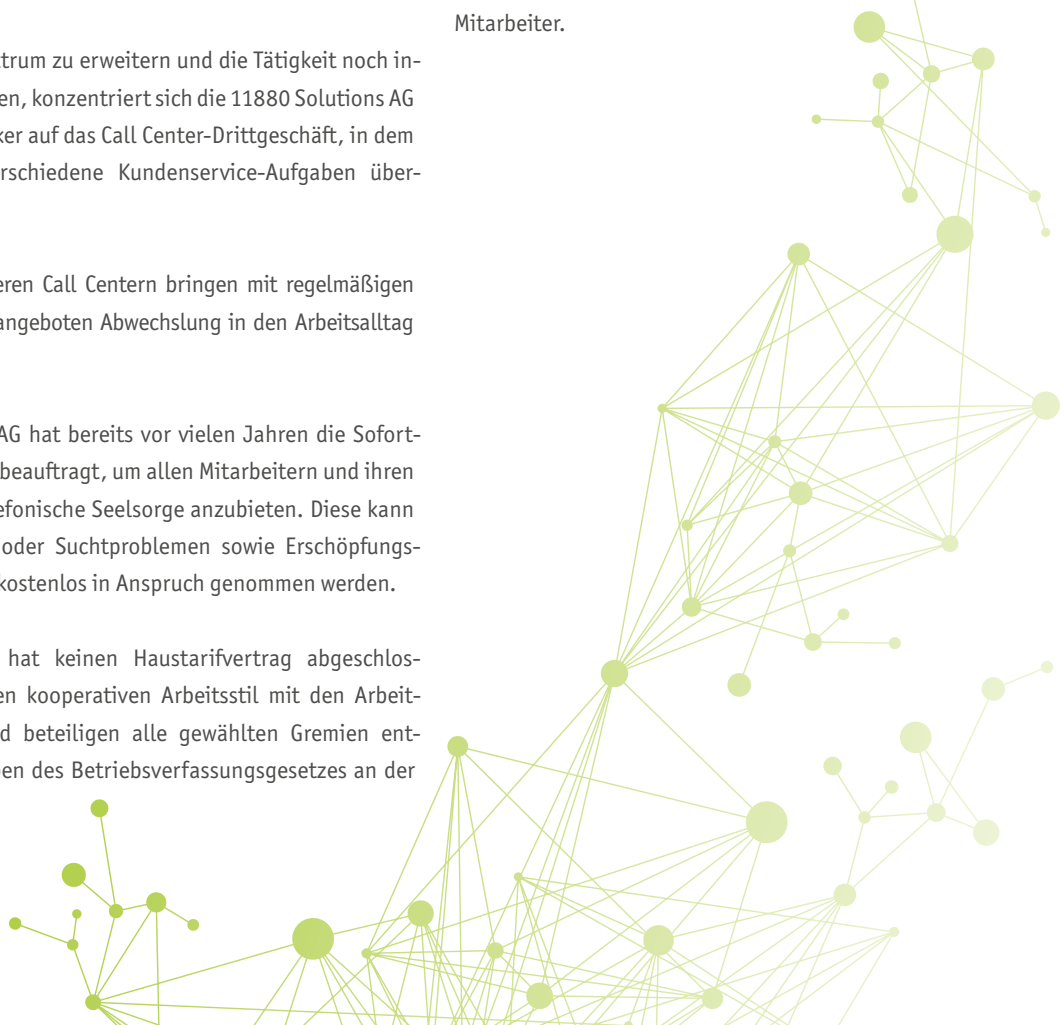 trum zu erweitern und die Tätigkeit noch in-
en, konzentriert sich die 11880 Solutions AG
ker auf das Call Center-Drittgeschäft, in dem
rschiedene Kundenservice-Aufgaben über-
eren Call Centern bringen mit regelmäßigen
angeboten Abwechslung in den Arbeitsalltag
AG hat bereits vor vielen Jahren die Sofort-
beauftragt, um allen Mitarbeitern und ihren
efonische Seelsorge anzubieten. Diese kann
oder Suchtproblemen sowie Erschöpfungs-
kostenlos in Anspruch genommen werden.
hat keinen Haustarifvertrag abgeschlos-
en kooperativen Arbeitsstil mit den Arbeit-
d beteiligen alle gewählten Gremien ent-
ben des Betriebsverfassungsgesetzes an der
Mitarbeiter.